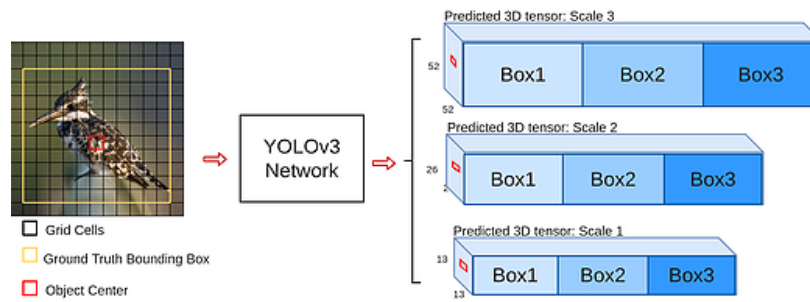 Predicted 3D tensor: Scale 3
52
Box1
Box2
Box3
52
Predicted 3D tensor: Scale 2
YOLOv3
Network
26
Box1
Box2
Box3
Grid Cells
Ground Truth Bounding Box
Object Center
Predicted 3D tensor: Scale 1
13
Box1
Box2
Box3
13